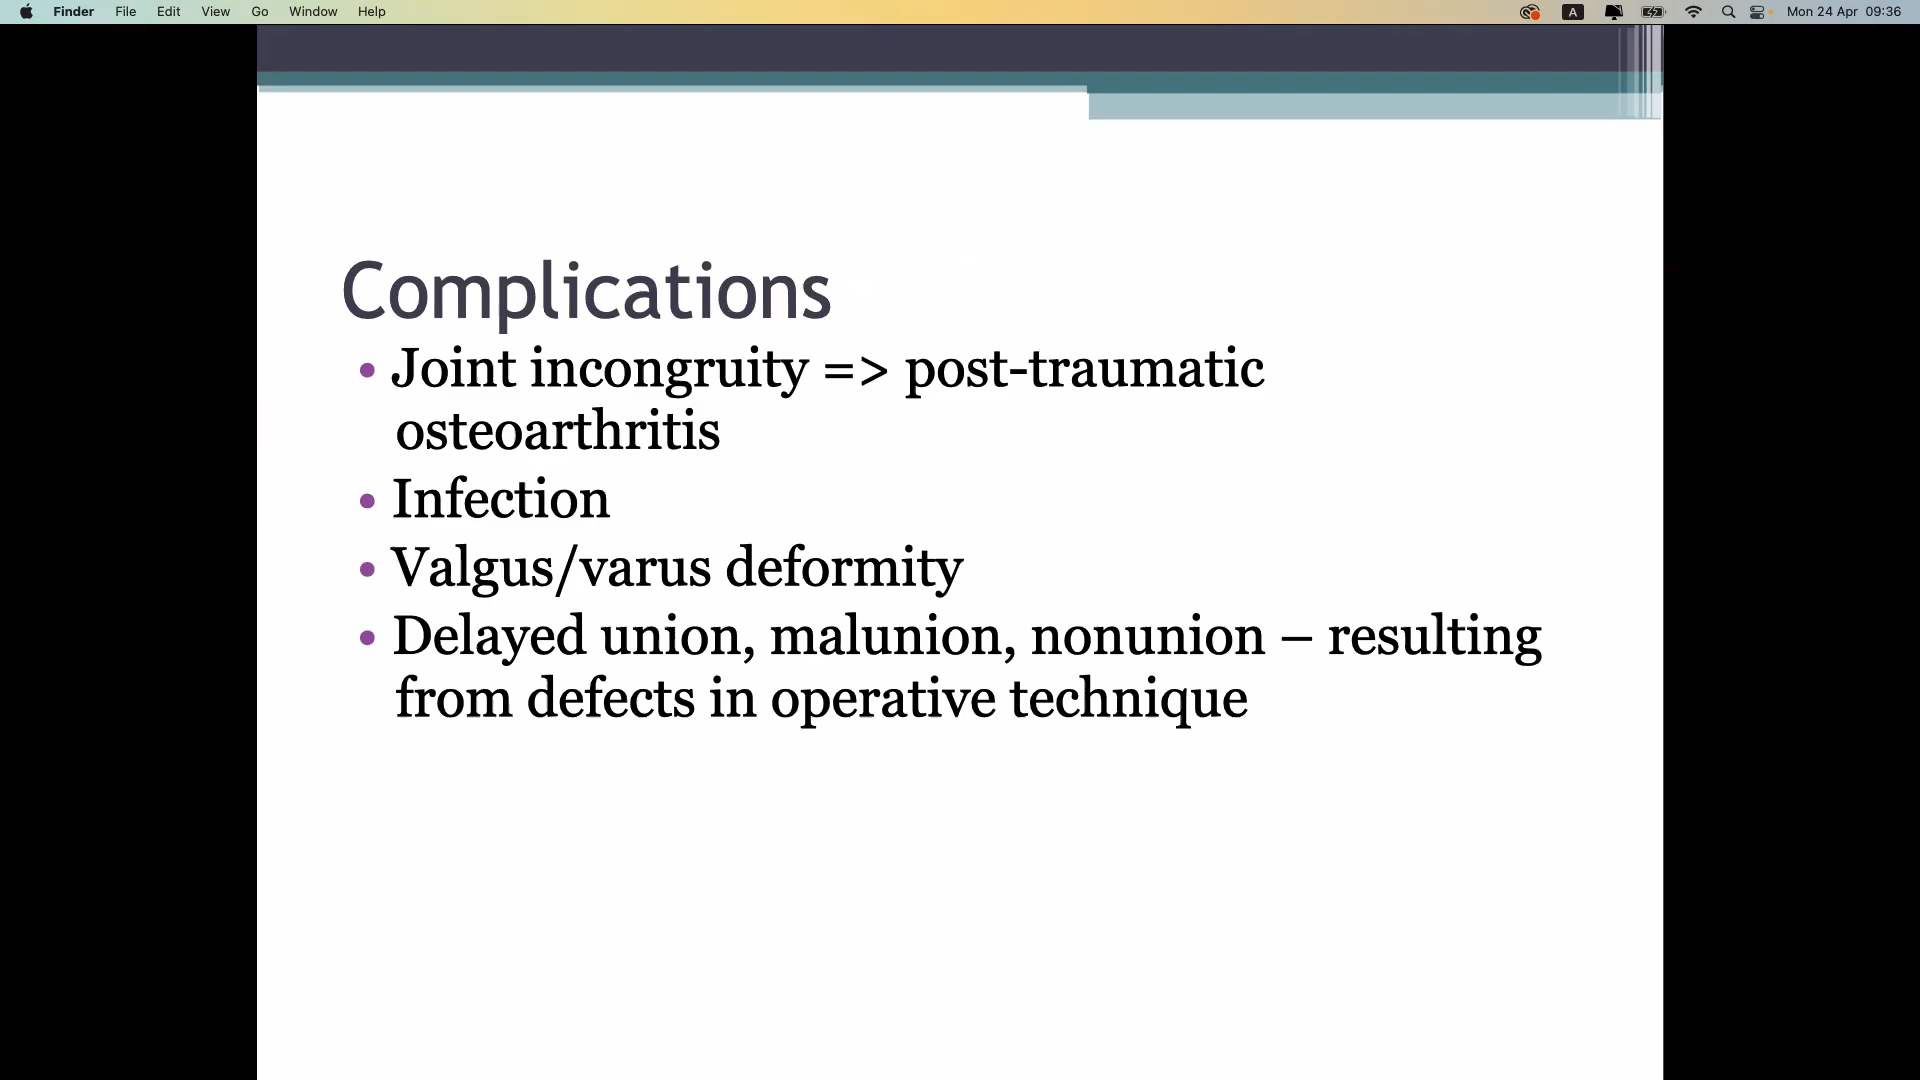 Finder File Edit View Go Window Help A Mon 24 Apr 09:36
Complications
• Joint incongruity => post-traumatic
osteoarthritis
• Infection
• Valgus/varus deformity
• Delayed union, malunion, nonunion – resulting
from defects in operative technique